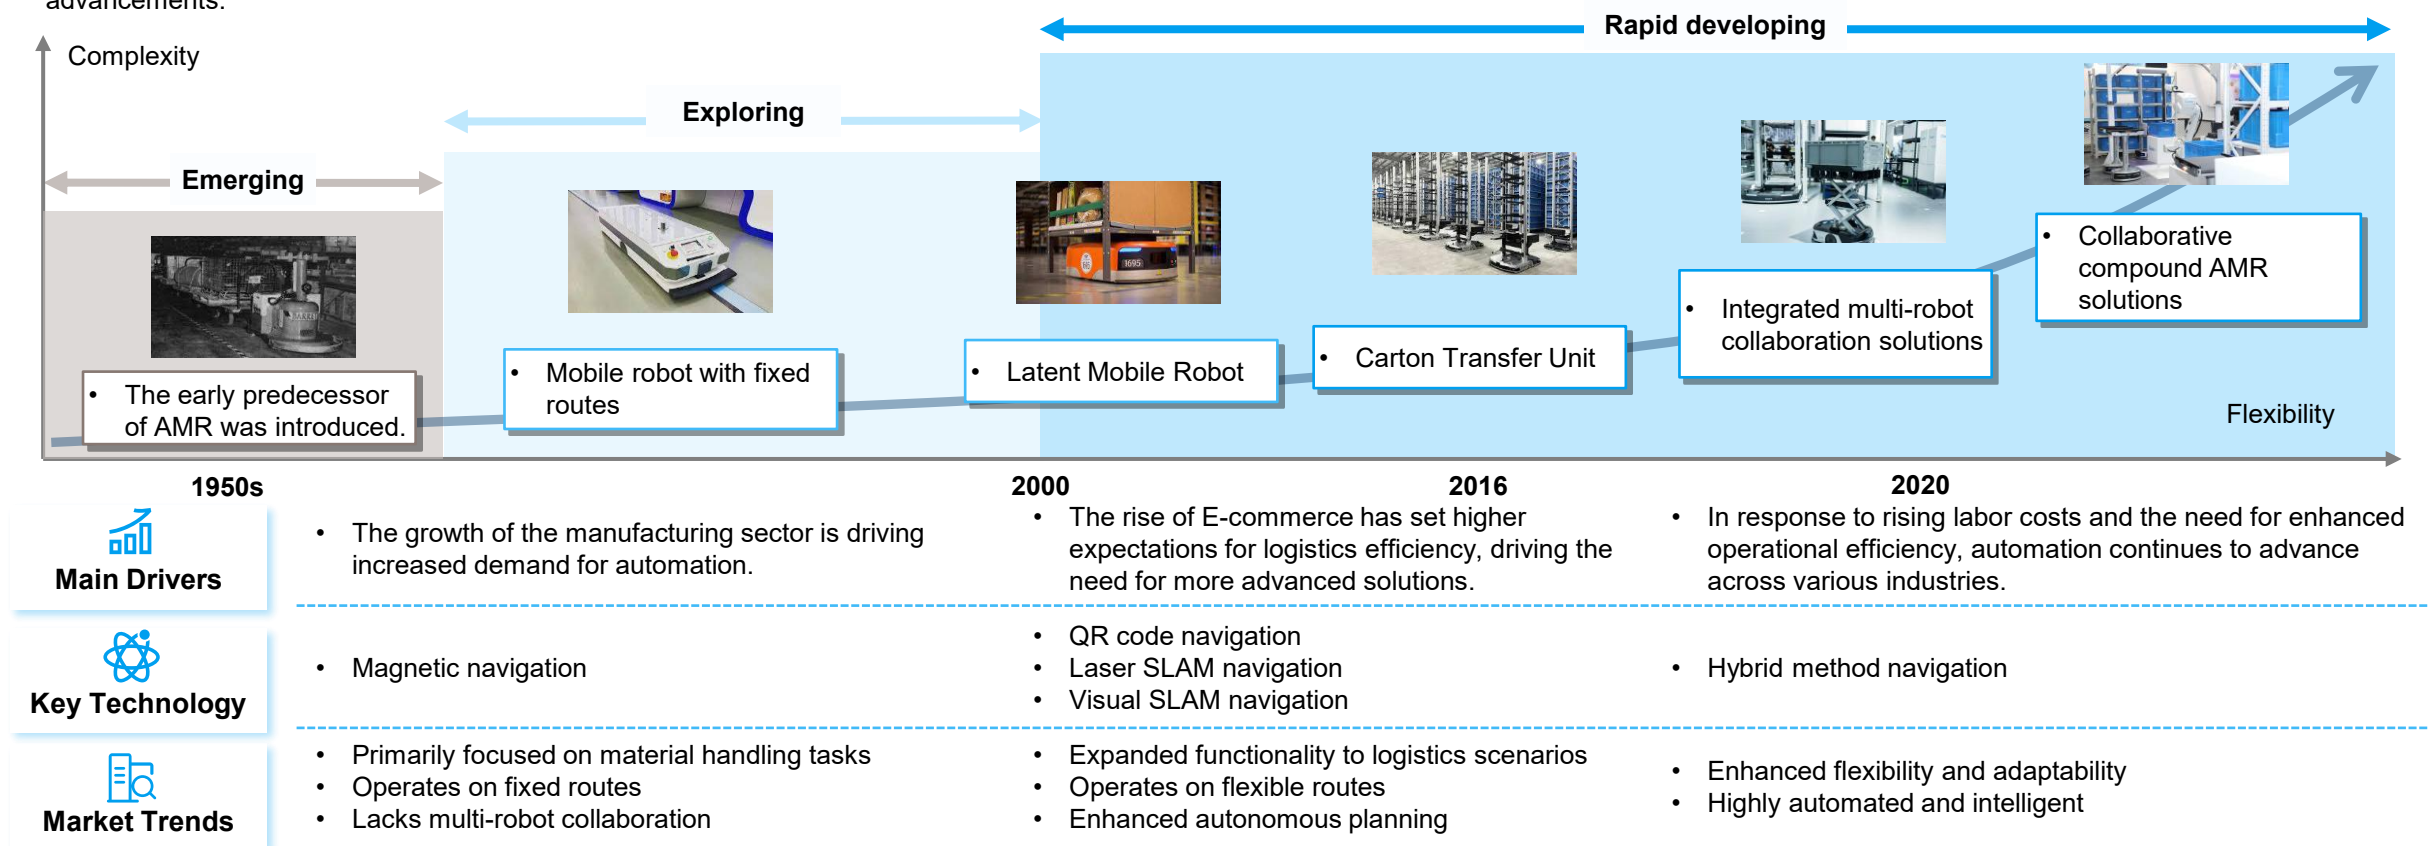 advancements.
Rapid developing
Complexity
Exploring
Emerging
• The early predecessor
of AMR was introduced.
• Mobile robot with fixed
routes
1695
• Latent Mobile Robot
• Carton Transfer Unit
• Integrated multi-robot
collaboration solutions
• Collaborative
compound AMR
solutions
Flexibility
1950s
2000
2016
2020
Main Drivers
• The growth of the manufacturing sector is driving
increased demand for automation.
• The rise of E-commerce has set higher
expectations for logistics efficiency, driving the
need for more advanced solutions.
• In response to rising labor costs and the need for enhanced
operational efficiency, automation continues to advance
across various industries.
Key Technology
• Magnetic navigation
• QR code navigation
• Laser SLAM navigation
• Visual SLAM navigation
• Hybrid method navigation
Market Trends
• Primarily focused on material handling tasks
• Operates on fixed routes
• Lacks multi-robot collaboration
• Expanded functionality to logistics scenarios
• Operates on flexible routes
• Enhanced autonomous planning
• Enhanced flexibility and adaptability
• Highly automated and intelligent